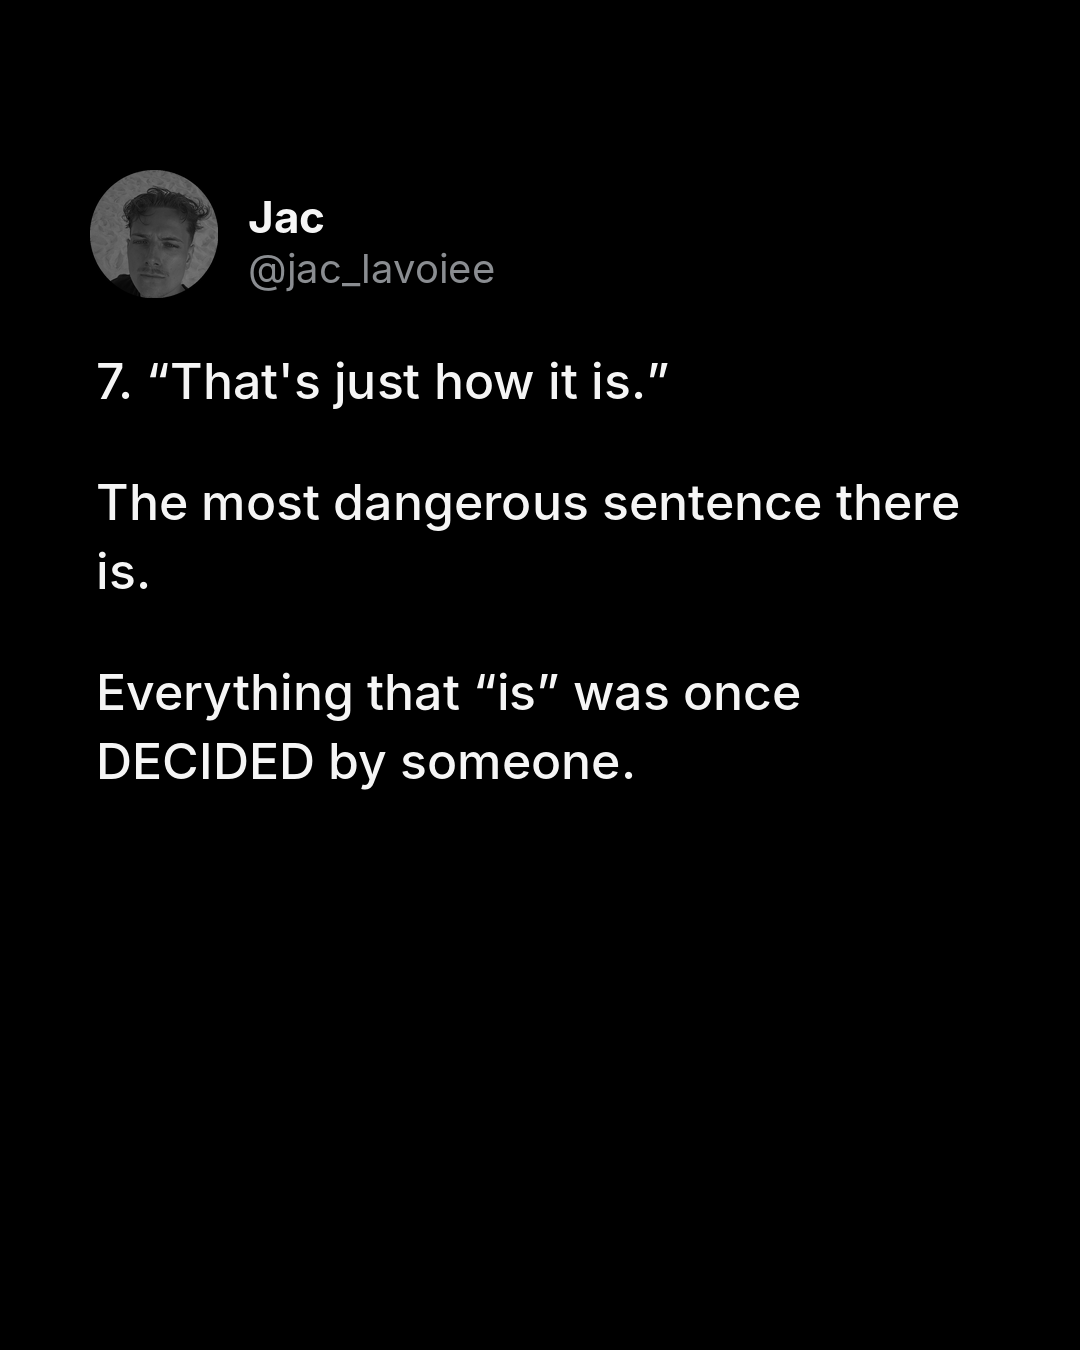 Jac
@jac_lavoiee
7. “That's just how it is.”
The most dangerous sentence there
is.
Everything that “is” was once
DECIDED by someone.